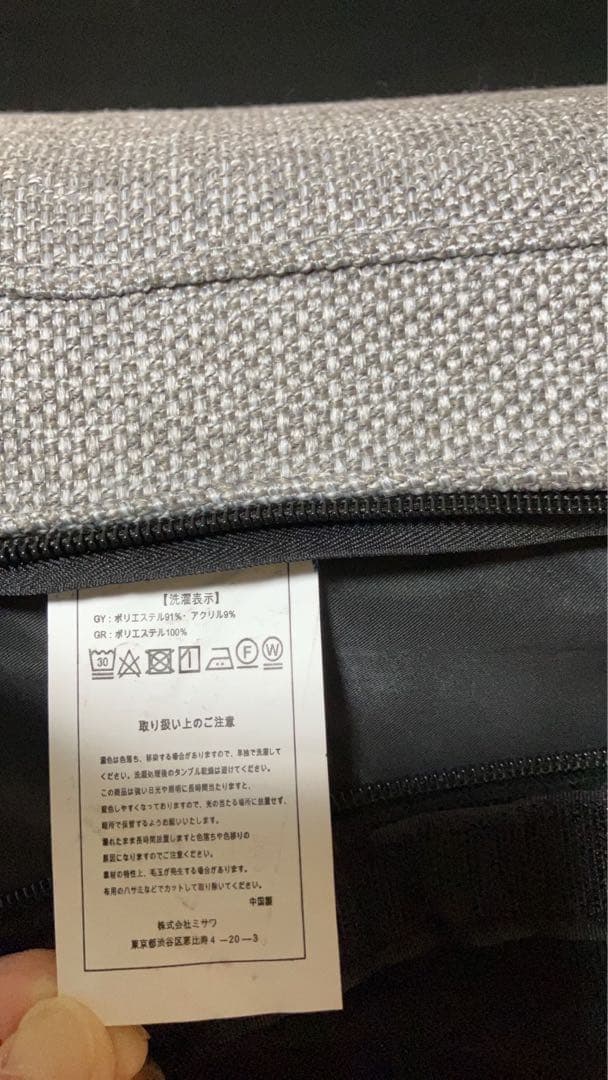 【洗濯表示】
GY：ポリエステル91%・アクリル9%
GR：ポリエステル100%
30 F W
取り扱い上のご注意
濃色は色落ち、移染する場合がありますので、単独で洗濯して
ください。洗濯処理後のタンブル乾燥は避けてください。
この商品は強い日光や照明に長時間当たりますと、
変色しやすくなっておりますので、光の当たる場所に放置せず、
暗所で保管するようお願いいたします。
濡れたまま長時間放置しますと色落ちや色移りの
原因になりますのでご注意ください。
素材の特性上、毛玉が発生する場合があります。
布用のハサミなどでカットして取り除いてください。
中国製
株式会社ミサワ
東京都渋谷区恵比寿4－20－3